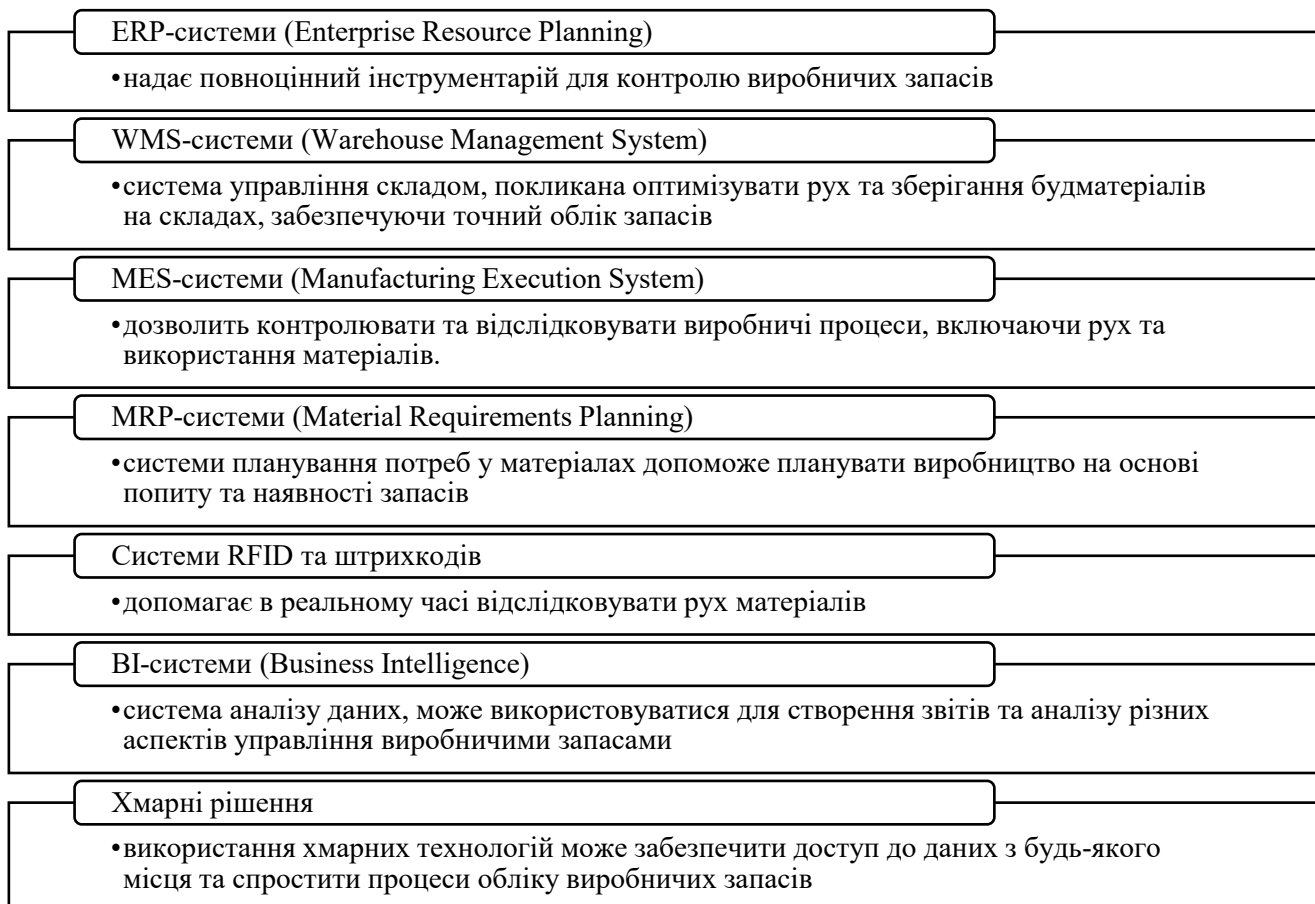 ERP-системи (Enterprise Resource Planning)
•надає повноцінний інструментарій для контролю виробничих запасів
WMS-системи (Warehouse Management System)
•система управління складом, покликана оптимізувати рух та зберігання будматеріалів
на складах, забезпечуючи точний облік запасів
MES-системи (Manufacturing Execution System)
•дозволить контролювати та відслідковувати виробничі процеси, включаючи рух та
використання матеріалів.
MRP-системи (Material Requirements Planning)
•системи планування потреб у матеріалах допоможе планувати виробництво на основі
попиту та наявності запасів
Системи RFID та штрихкодів
•допомагає в реальному часі відслідковувати рух матеріалів
BI-системи (Business Intelligence)
•система аналізу даних, може використовуватися для створення звітів та аналізу різних
аспектів управління виробничими запасами
Хмарні рішення
•використання хмарних технологій може забезпечити доступ до даних з будь-якого
місця та спростити процеси обліку виробничих запасів